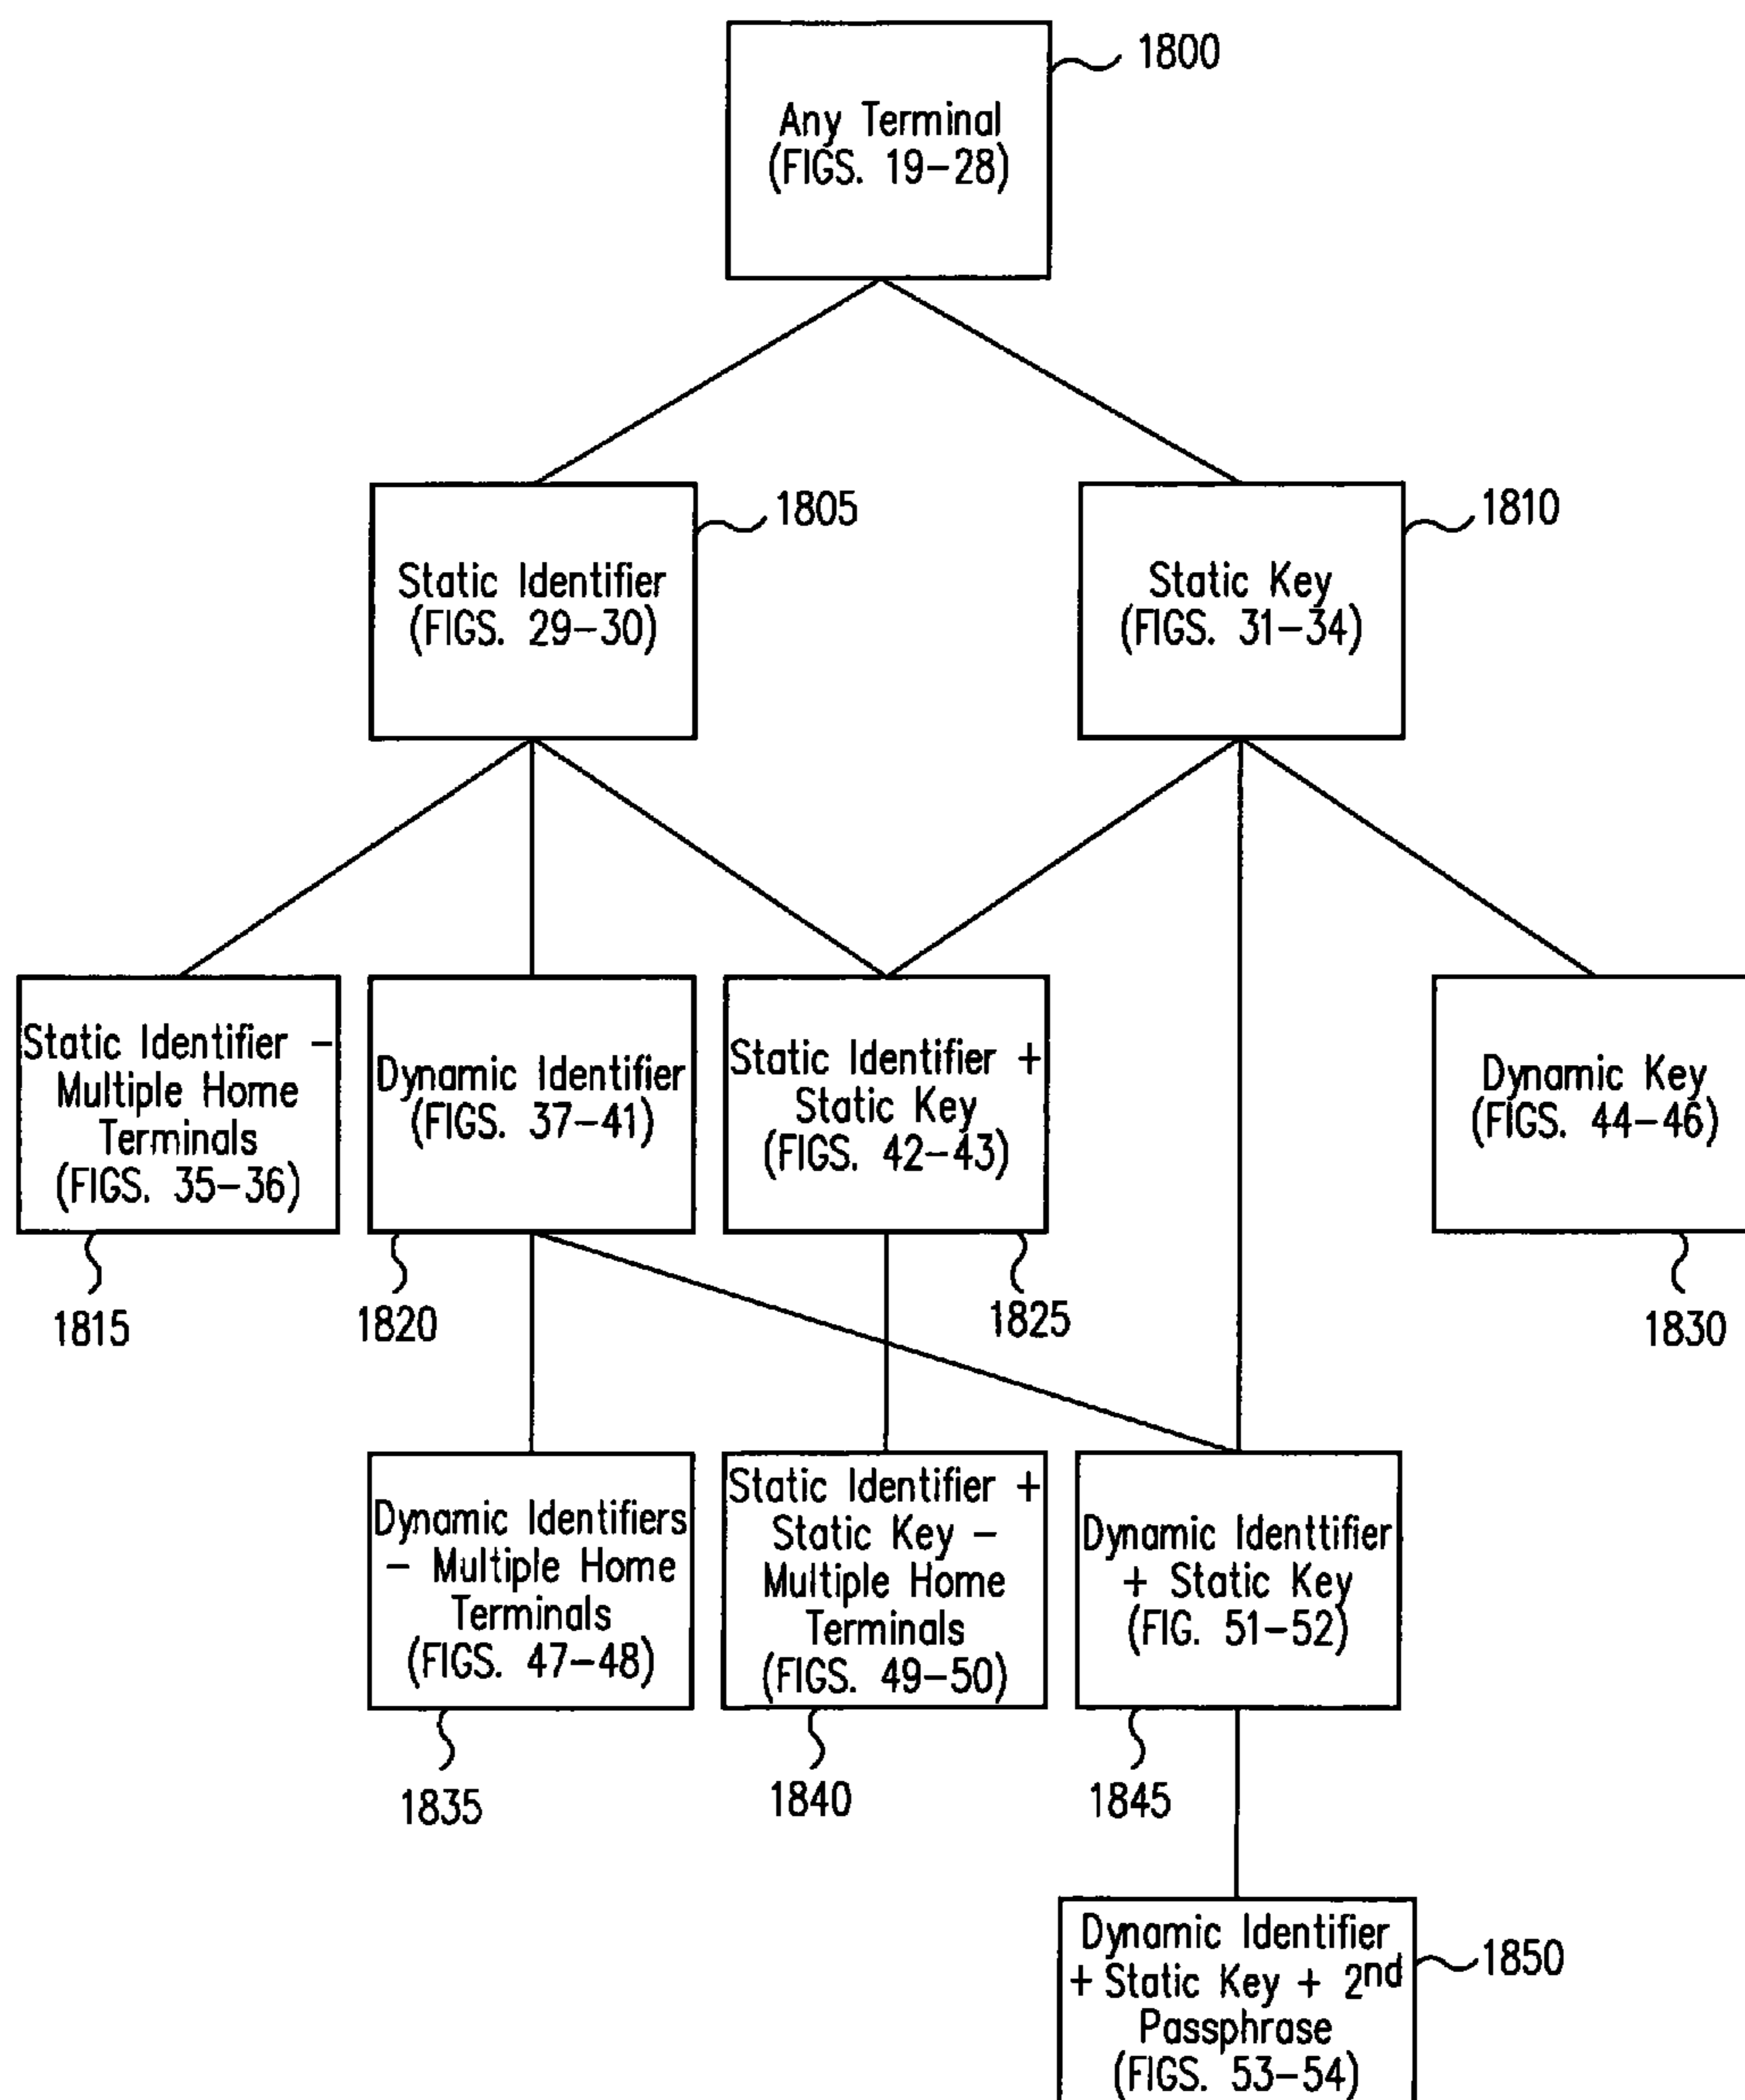 1800
Any Terminal
(FIGS. 19-28)
1805
1810
Static Identifier
(FIGS. 29-30)
Static Key
(FIGS. 31-34)
Static Identifier -
Multiple Home
Terminals
(FIGS. 35-36)
Dynamic Identifier
(FIGS. 37-41)
Static Identifier +
Static Key
(FIGS. 42-43)
Dynamic Key
(FIGS. 44-46)
1815
1820
1825
1830
Dynamic Identifiers
- Multiple Home
Terminals
(FIGS. 47-48)
Static Identifier +
Static Key -
Multiple Home
Terminals
(FIGS. 49-50)
Dynamic Identtifier
+ Static Key
(FIG. 51-52)
1835
1840
1845
Dynamic Identifier
+ Static Key + 2nd
Passphrase
(FIGS. 53-54)
1850